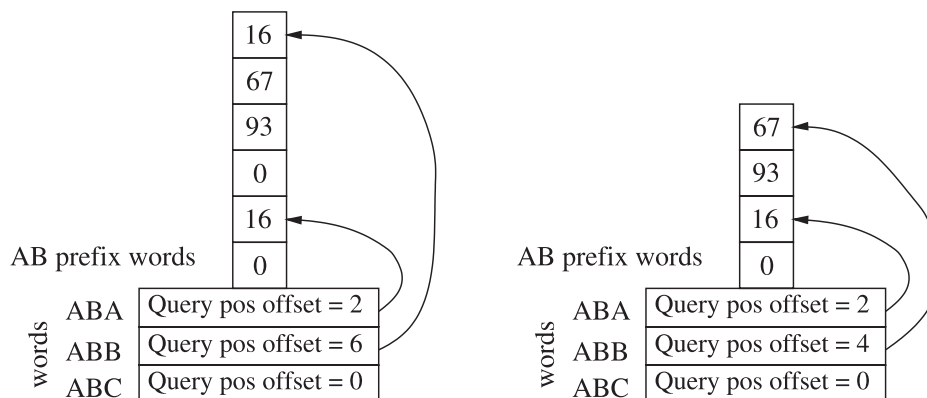 16
67
93
0
16
AB prefix words
0
ABA
Query pos offset = 2
ABB
Query pos offset = 6
ABC
Query pos offset = 0
words
67
93
16
AB prefix words
0
ABA
Query pos offset = 2
ABB
Query pos offset = 4
ABC
Query pos offset = 0
words